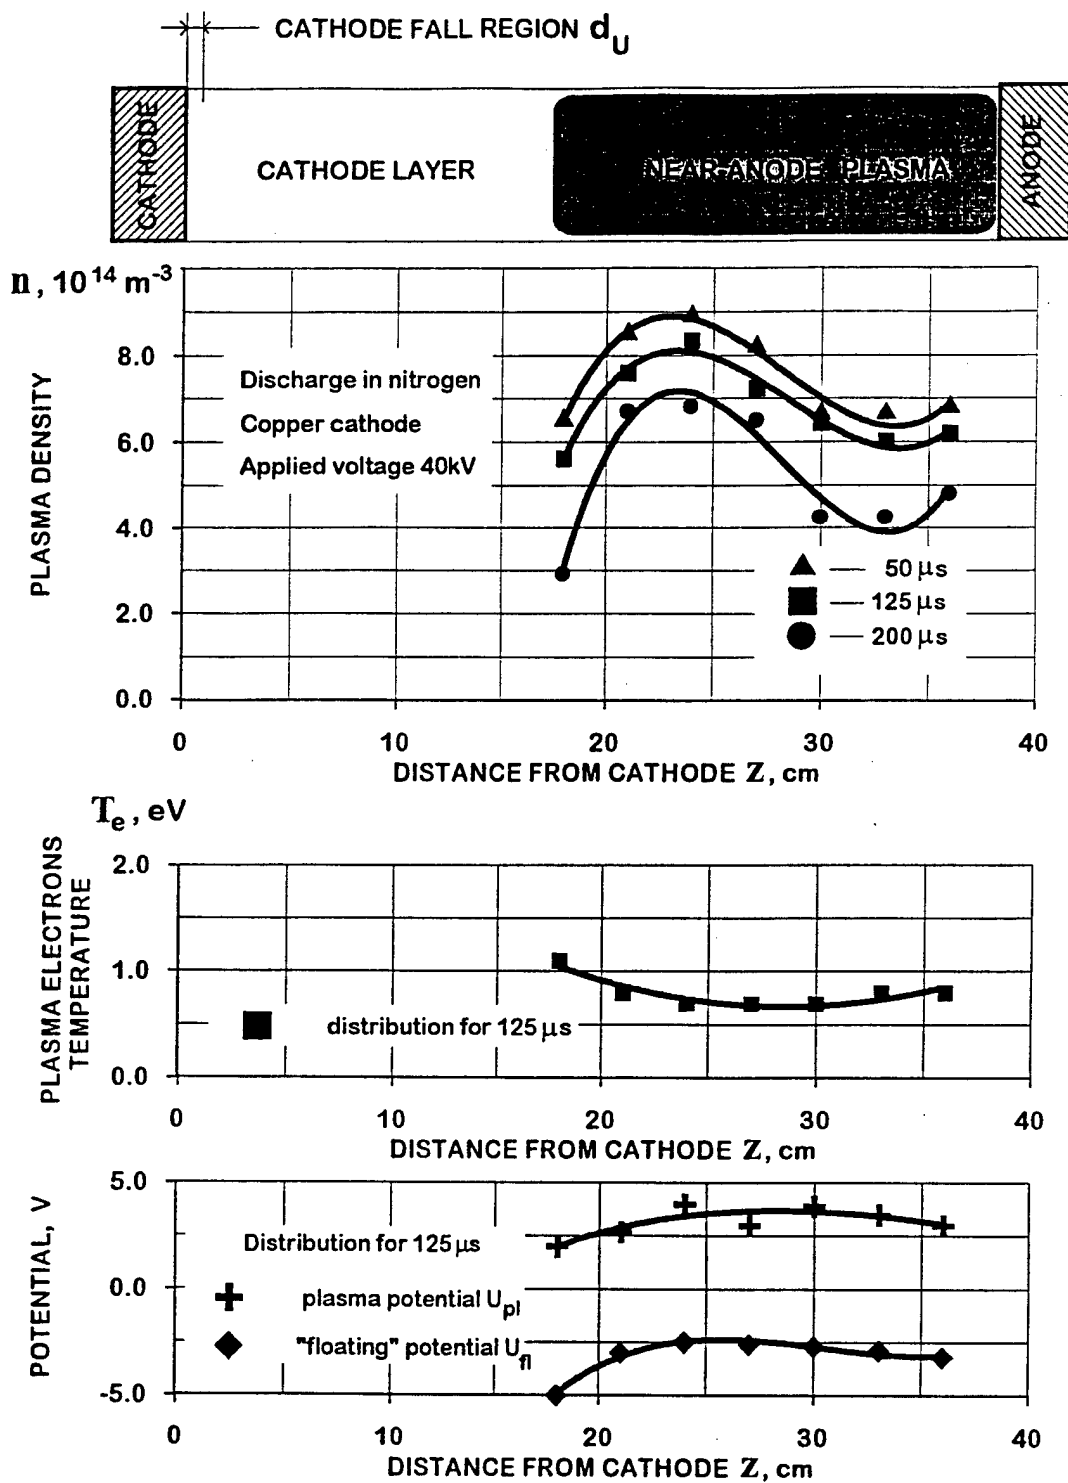 CATHODE FALL REGION d_U
CATHODE
CATHODE LAYER
NEAR-ANODE PLASMA
ANODE
n, 10^14 m^-3
PLASMA DENSITY
8.0
6.0
4.0
2.0
0.0
Discharge in nitrogen
Copper cathode
Applied voltage 40kV
50 μs
125 μs
200 μs
0 10 20 30 40
DISTANCE FROM CATHODE Z, cm
T_e, eV
PLASMA ELECTRONS
TEMPERATURE
2.0
1.0
0.0
distribution for 125 μs
0 10 20 30 40
DISTANCE FROM CATHODE Z, cm
POTENTIAL, V
5.0
0.0
-5.0
Distribution for 125 μs
plasma potential U_pl
"floating" potential U_fl
0 10 20 30 40
DISTANCE FROM CATHODE Z, cm